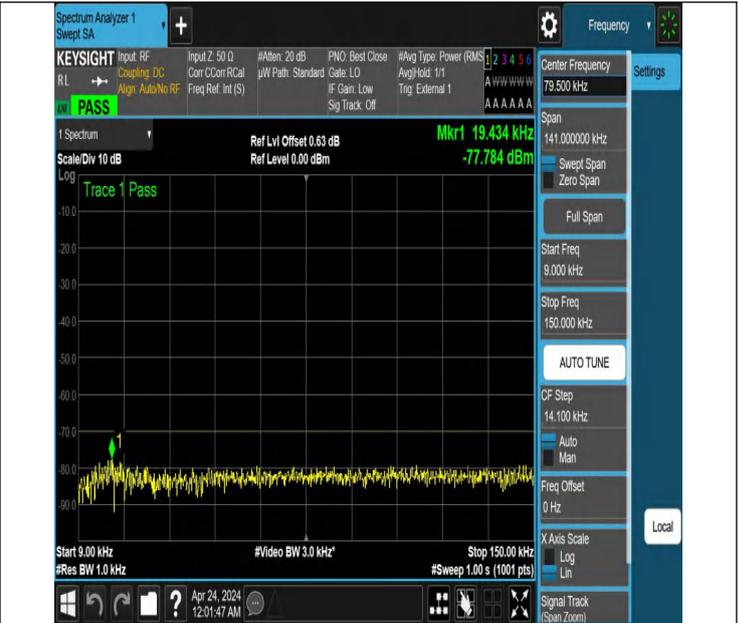 Spectrum Analyzer 1
Swept SA
+
Frequency
KEYSIGHT
RL
PASS
Input: RF
Coupling: DC
Align: Auto/No RF
Input Z: 50 Ω
Corr CCorr RCal
Freq Ref: Int (S)
#Atten: 20 dB
µW Path: Standard
PNO: Best Close
Gate: LO
IF Gain: Low
Sig Track: Off
#Avg Type: Power (RMS
Avg|Hold: 1/1
Trig: External 1
1 2 3 4 5 6
A W W W W W
A A A A A A
1 Spectrum
Scale/Div 10 dB
Ref Lvl Offset 0.63 dB
Ref Level 0.00 dBm
Mkr1 19.434 kHz
-77.784 dBm
Log
Trace 1 Pass
-10.0
-20.0
-30.0
-40.0
-50.0
-60.0
-70.0
-80.0
-90.0
1
Start 9.00 kHz
#Res BW 1.0 kHz
#Video BW 3.0 kHz*
Stop 150.00 kHz
#Sweep 1.00 s (1001 pts)
?
Apr 24, 2024
12:01:47 AM
Center Frequency
79.500 kHz
Span
141.000000 kHz
Swept Span
Zero Span
Full Span
Start Freq
9.000 kHz
Stop Freq
150.000 kHz
AUTO TUNE
CF Step
14.100 kHz
Auto
Man
Freq Offset
0 Hz
X Axis Scale
Log
Lin
Signal Track
(Span Zoom)
Settings
Local